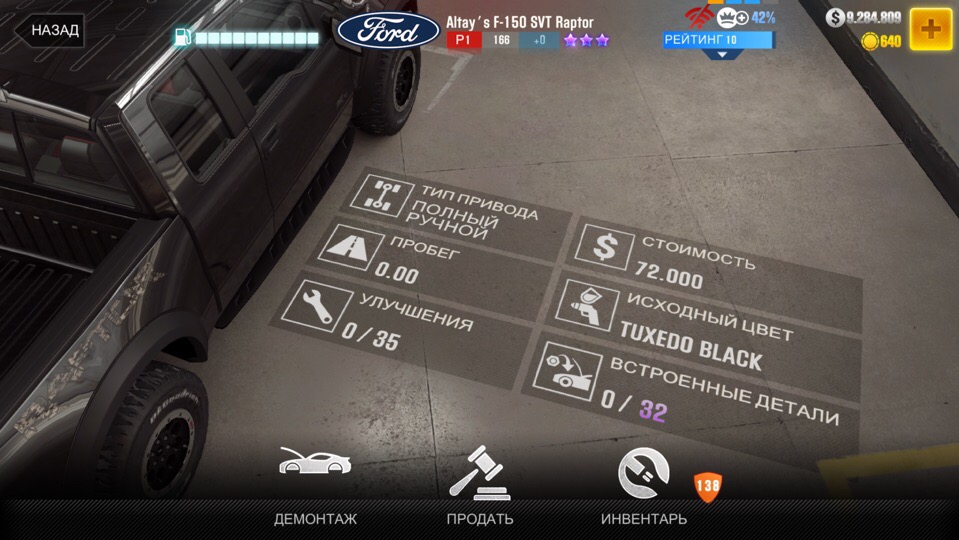 НАЗАД
Ford
Altay's F-150 SVT Raptor
P1 166 +0
42%
РЕЙТИНГ 10
9.284.809
640
ТИП ПРИВОДА
ПОЛНЫЙ
РУЧНОЙ
ПРОБЕГ
0.00
УЛУЧШЕНИЯ
0 / 35
СТОИМОСТЬ
72.000
ИСХОДНЫЙ ЦВЕТ
TUXEDO BLACK
ВСТРОЕННЫЕ ДЕТАЛИ
0 / 32
138
ДЕМОНТАЖ
ПРОДАТЬ
ИНВЕНТАРЬ